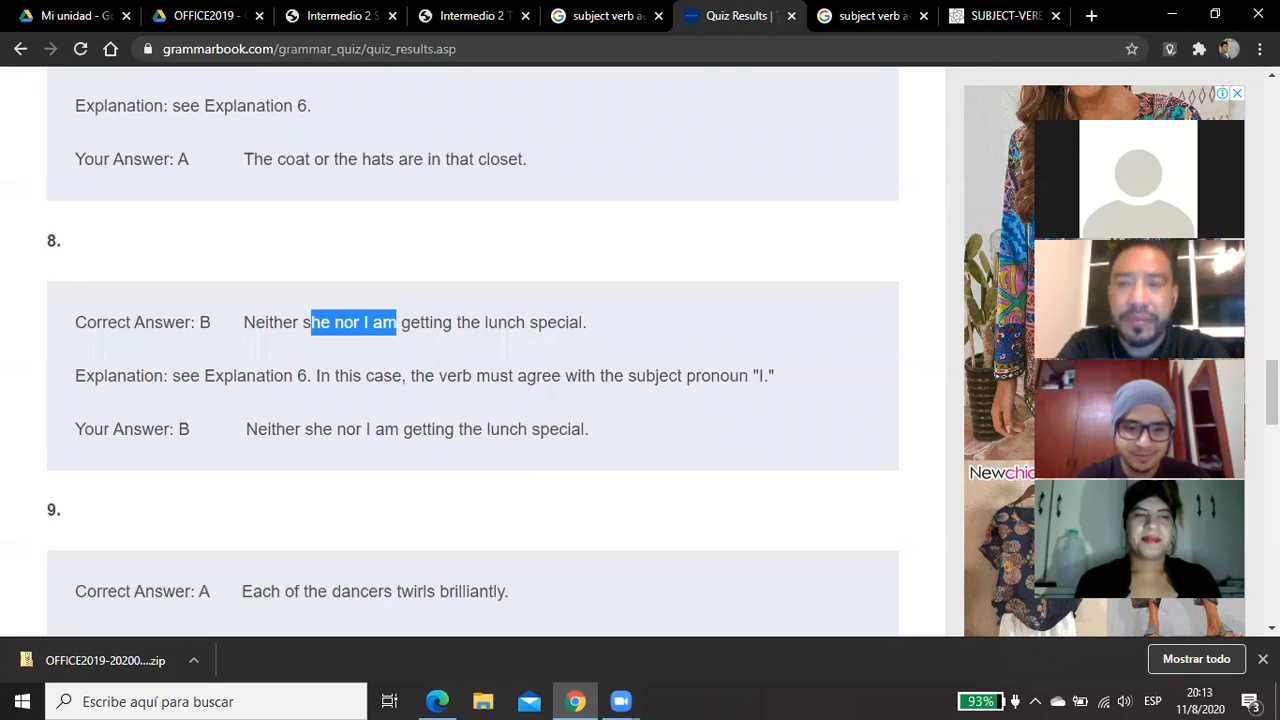 Mi unidad - Go
OFFICE2019 -
Intermedio 2 S
Intermedio 2 T
subject verb ag
Quiz Results |
subject verb ag
SUBJECT-VERB
grammarbook.com/grammar_quiz/quiz_results.asp
Explanation: see Explanation 6.
Your Answer: A The coat or the hats are in that closet.
8.
Correct Answer: B Neither she nor I am getting the lunch special.
Explanation: see Explanation 6. In this case, the verb must agree with the subject pronoun "I."
Your Answer: B Neither she nor I am getting the lunch special.
Newchic
9.
Correct Answer: A Each of the dancers twirls brilliantly.
OFFICE2019-20200....zip
Mostrar todo
Escribe aquí para buscar
93%
ESP
20:13
11/8/2020
3